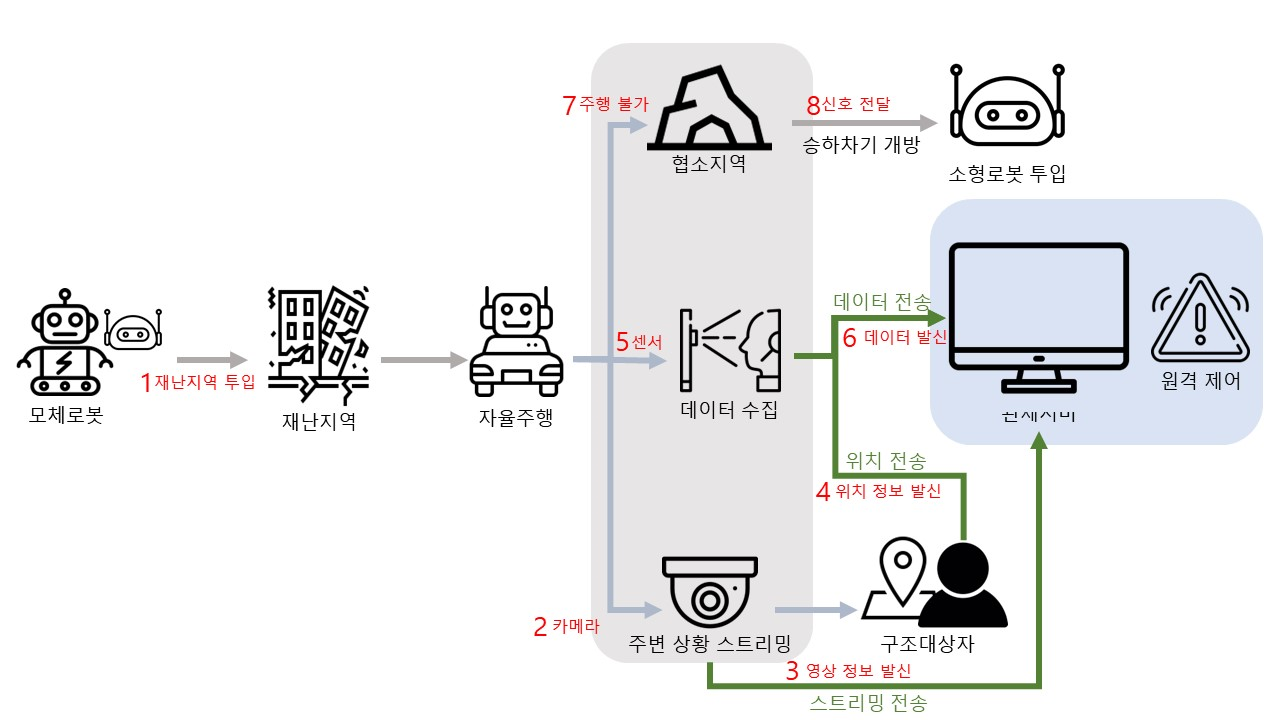 7 주행 불가
협소지역
8신호 전달
승하차기 개방
소형로봇 투입
모체로봇
1재난지역 투입
재난지역
자율주행
5센서
데이터 수집
데이터 전송
6 데이터 발신
원격 제어
위치 전송
4 위치 정보 발신
2 카메라
주변 상황 스트리밍
구조대상자
3 영상 정보 발신
스트리밍 전송